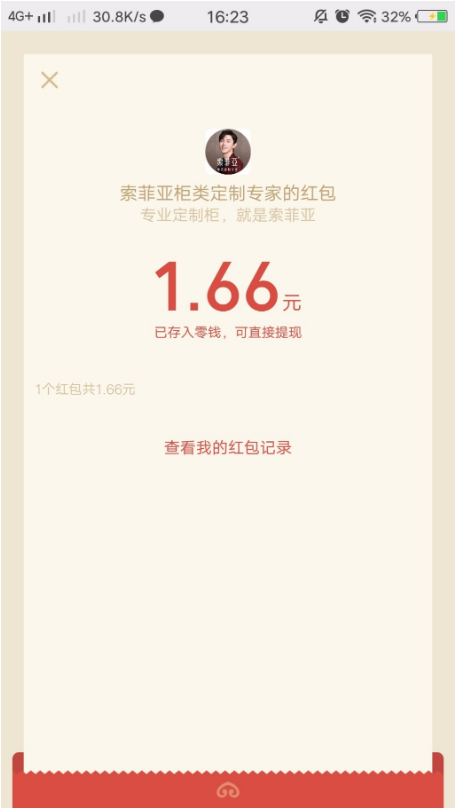 4G+ 30.8K/s 16:23 32%
索菲亚
索菲亚柜类定制专家的红包
专业定制柜，就是索菲亚
1.66元
已存入零钱，可直接提现
1个红包共1.66元
查看我的红包记录